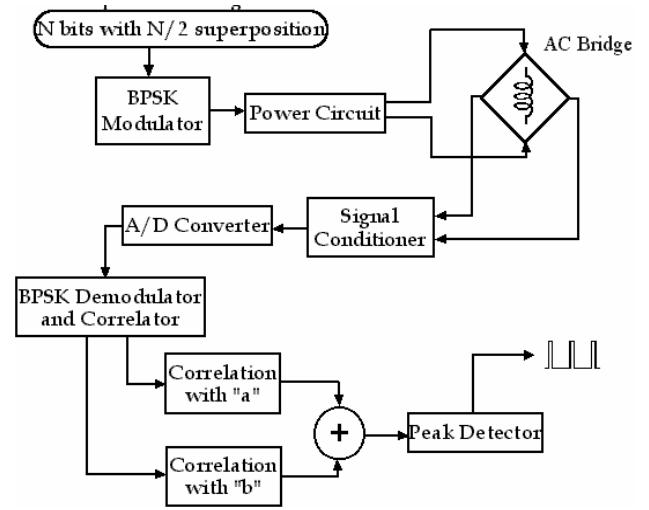 N bits with N/2 superposition
AC Bridge
BPSK
Modulator
Power Circuit
A/D Converter
Signal
Conditioner
BPSK Demodulator
and Correlator
Correlation
with "a"
+
Peak Detector
Correlation
with "b"